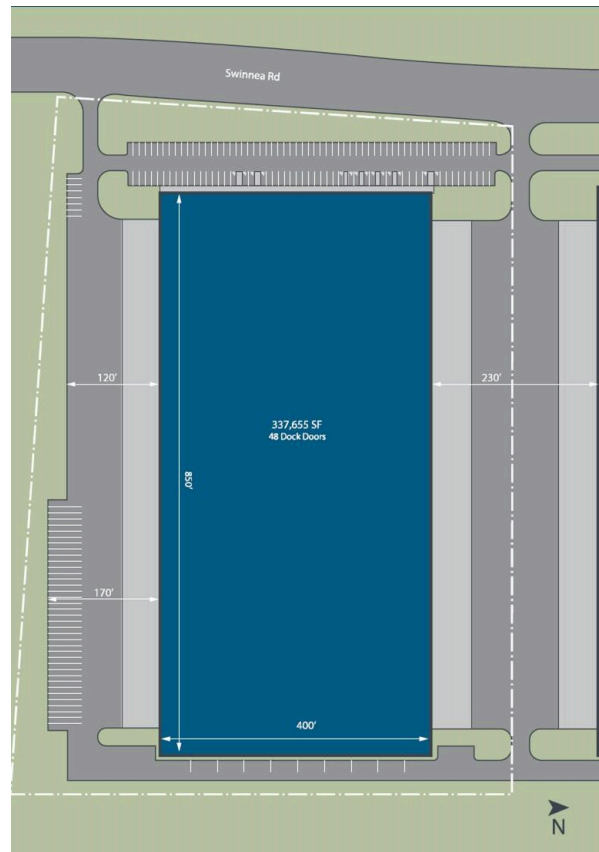 Swinnea Rd
120'
230'
337,655 SF
48 Dock Doors
850'
170'
400'
N